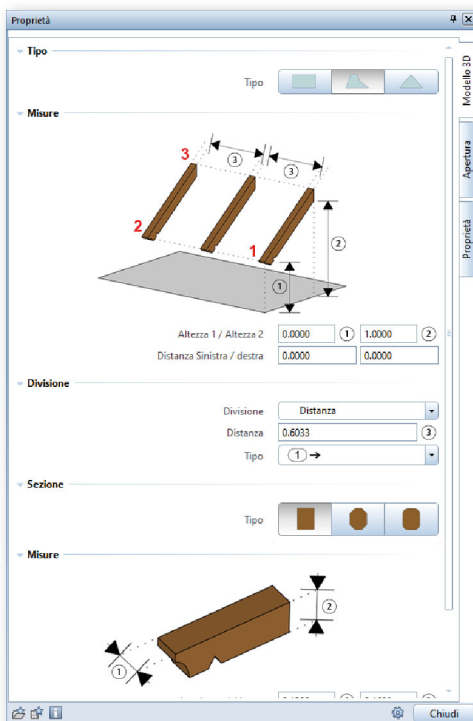 Proprietà
Tipo
Tipo
Misure
3
3
3
2
1
2
1
Altezza 1 / Altezza 2 0.0000 1 1.0000 2
Distanza Sinistra / destra 0.0000 0.0000
Divisione
Divisione Distanza
Distanza 0.6033 3
Tipo 1 →
Sezione
Tipo
Misure
2
1
Chiudi
Modello 3D
Apertura
Proprietà